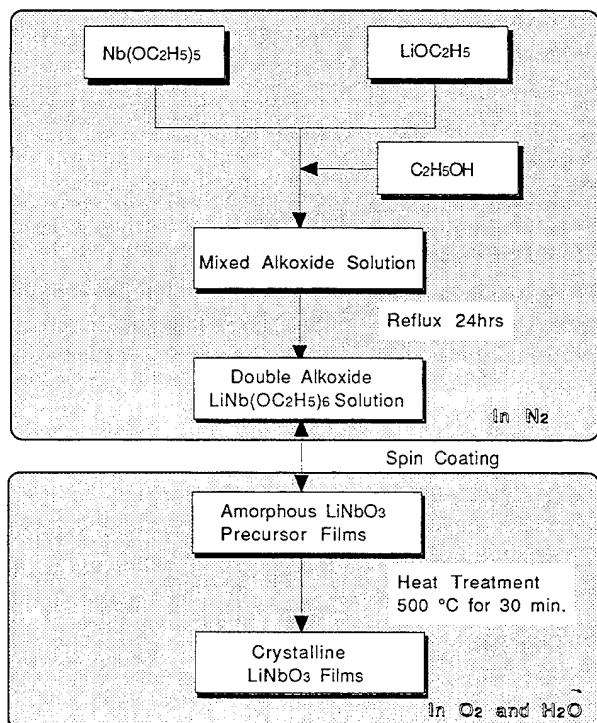 Nb(OC2H5)5
LiOC2H5
C2H5OH
Mixed Alkoxide Solution
Reflux 24hrs
Double Alkoxide
LiNb(OC2H5)6 Solution
In N2
Spin Coating
Amorphous LiNbO3
Precursor Films
Heat Treatment
500 °C for 30 min.
Crystalline
LiNbO3 Films
In O2 and H2O